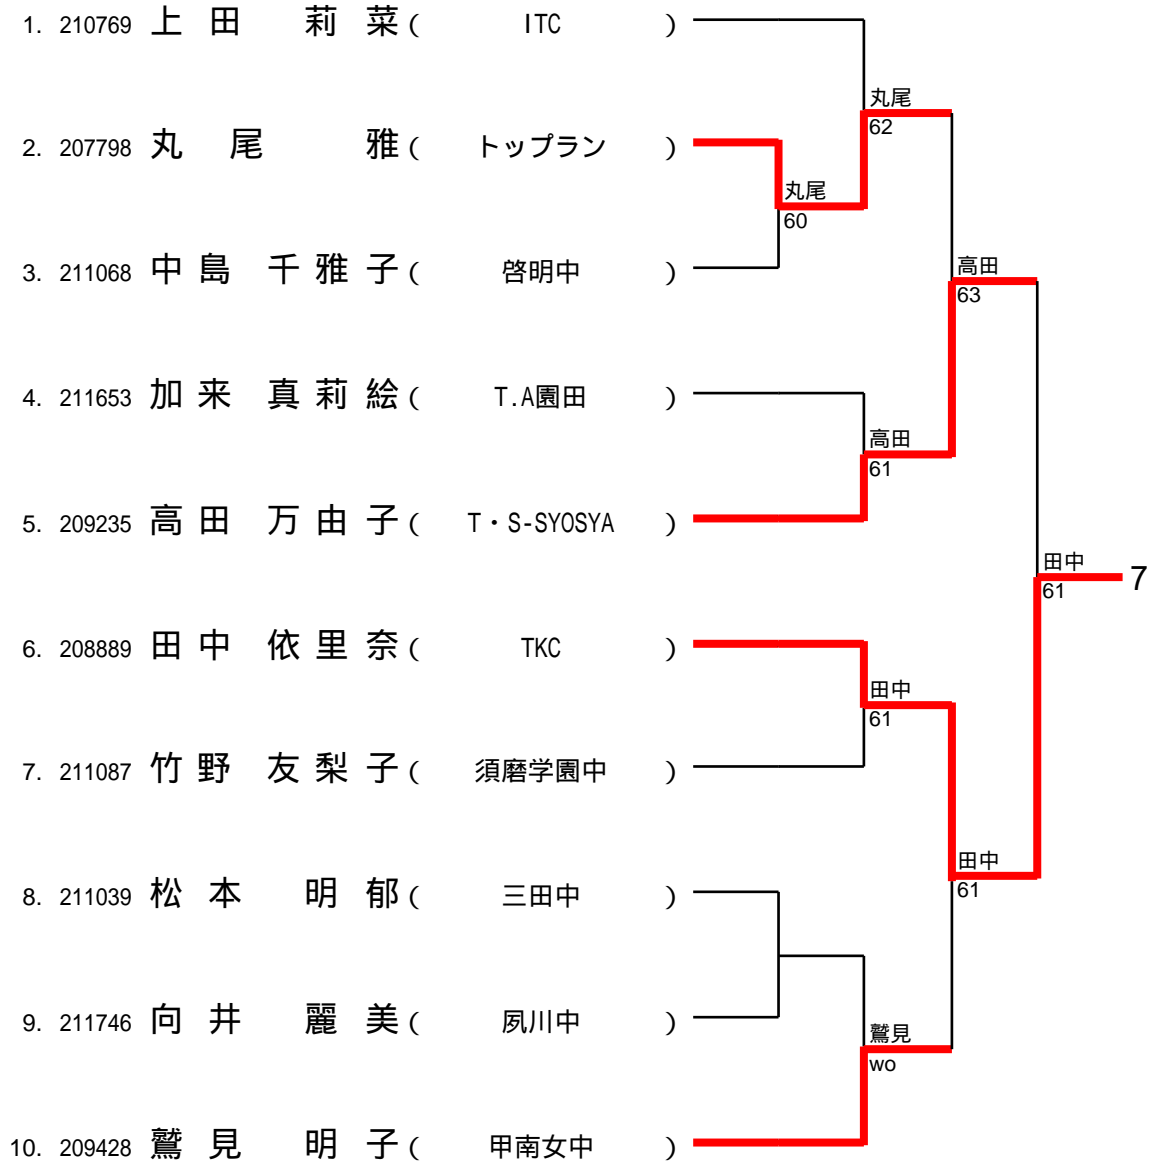 1. 210769 上田 莉菜 ( ITC )
丸尾
62
2. 207798 丸尾 雅 ( トップラン )
丸尾
60
3. 211068 中島 千雅子 ( 啓明中 )
高田
63
4. 211653 加来 真莉絵 ( T.A園田 )
高田
61
5. 209235 高田 万由子 ( T・S-SYOSYA )
田中
61
7
6. 208889 田中 依里奈 ( TKC )
田中
61
7. 211087 竹野 友梨子 ( 須磨学園中 )
田中
61
8. 211039 松本 明郁 ( 三田中 )
9. 211746 向井 麗美 ( 夙川中 )
鷲見
wo
10. 209428 鷲見 明子 ( 甲南女中 )